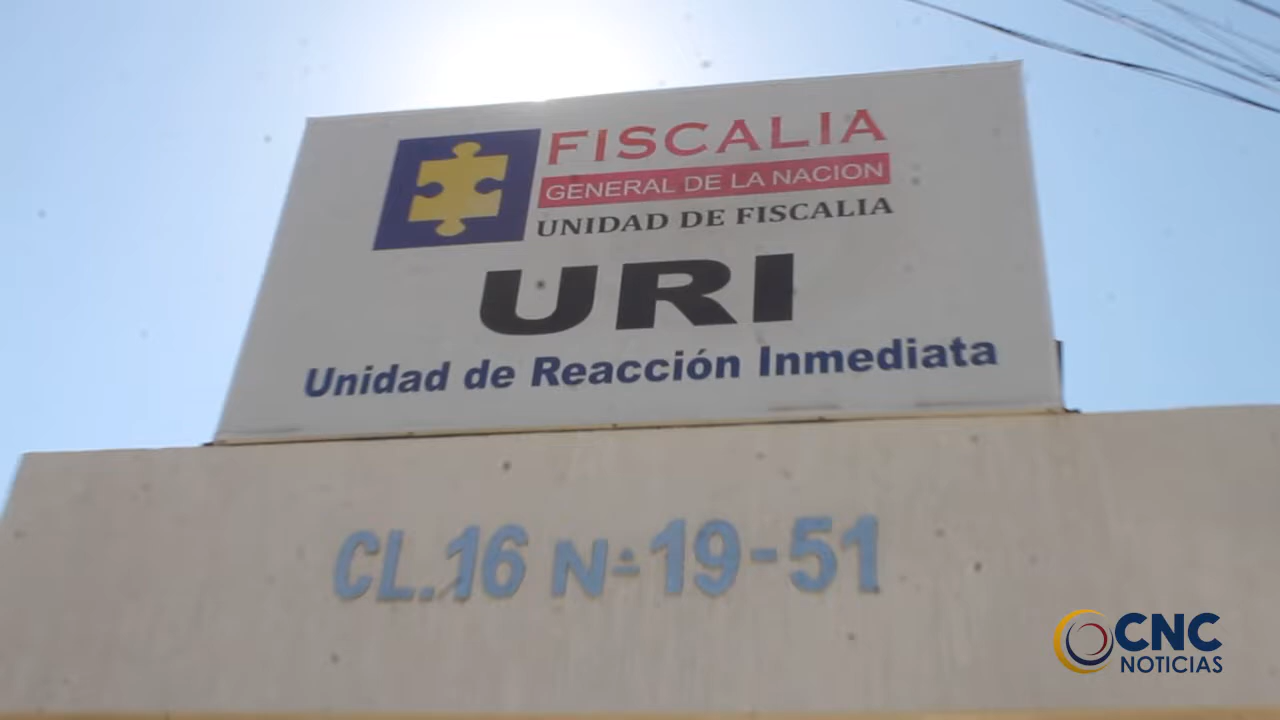 FISCALIA
GENERAL DE LA NACION
UNIDAD DE FISCALIA
URI
Unidad de Reacción Inmediata
CL.16 Nº 19-51
CNC
NOTICIAS